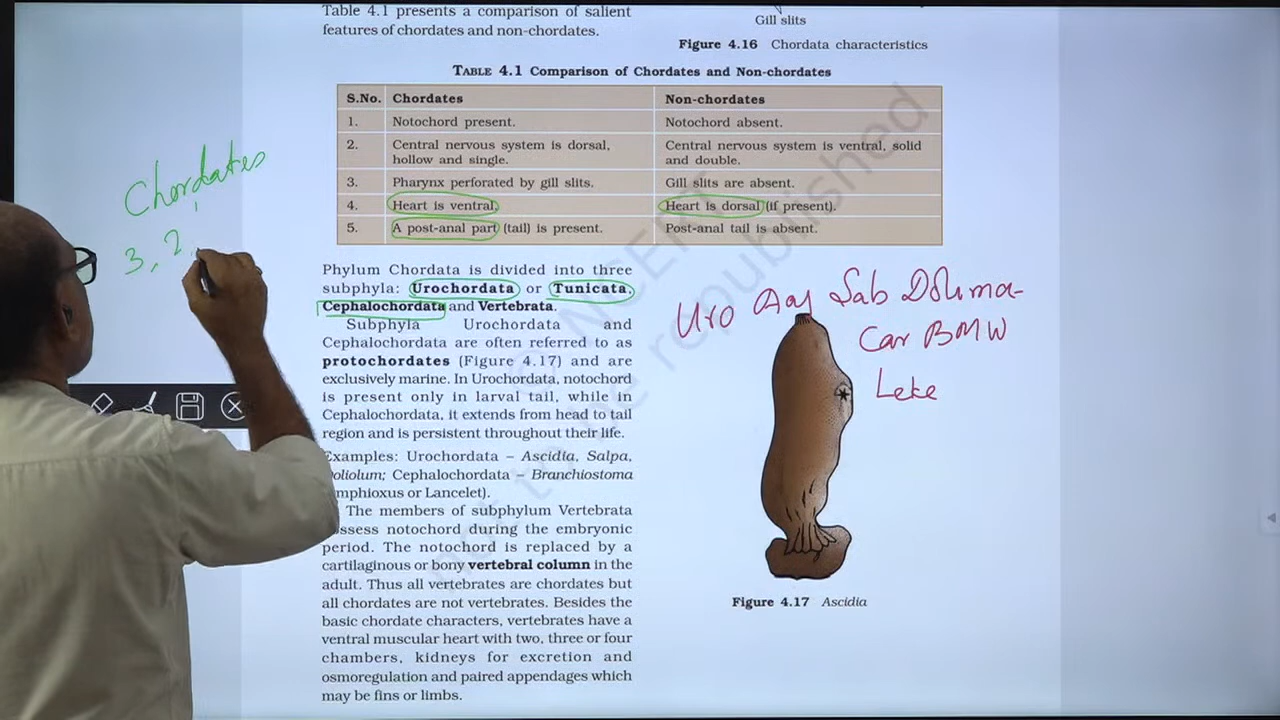 Table 4.1 presents a comparison of salient
features of chordates and non-chordates.
Gill slits
Figure 4.16 Chordata characteristics
TABLE 4.1 Comparison of Chordates and Non-chordates
S.No. Chordates Non-chordates
1. Notochord present. Notochord absent.
2. Central nervous system is dorsal, Central nervous system is ventral, solid
hollow and single. and double.
3. Pharynx perforated by gill slits. Gill slits are absent.
4. Heart is ventral. Heart is dorsal (if present).
5. A post-anal part (tail) is present. Post-anal tail is absent.
Chordates
3, 2,
Phylum Chordata is divided into three
subphyla: Urochordata or Tunicata,
Cephalochordata and Vertebrata.
Subphyla Urochordata and
Cephalochordata are often referred to as
protochordates (Figure 4.17) and are
exclusively marine. In Urochordata, notochord
is present only in larval tail, while in
Cephalochordata, it extends from head to tail
region and is persistent throughout their life.
Examples: Urochordata – Ascidia, Salpa,
Doliolum; Cephalochordata – Branchiostoma
mphioxus or Lancelet).
The members of subphylum Vertebrata
ossess notochord during the embryonic
period. The notochord is replaced by a
cartilaginous or bony vertebral column in the
adult. Thus all vertebrates are chordates but
all chordates are not vertebrates. Besides the
basic chordate characters, vertebrates have a
ventral muscular heart with two, three or four
chambers, kidneys for excretion and
osmoregulation and paired appendages which
may be fins or limbs.
Uro Aaj Sab
Car BMW
Leke
Figure 4.17 Ascidia
© NCERT
not to be republished